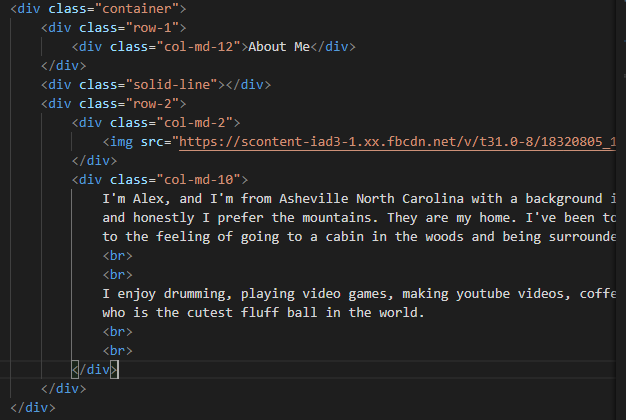 <div class="container">
    <div class="row-1">
        <div class="col-md-12">About Me</div>
    </div>
    <div class="solid-line"></div>
    <div class="row-2">
        <div class="col-md-2">
            <img src="https://scontent-iad3-1.xx.fbcdn.net/v/t31.0-8/18320805_1
        </div>
        <div class="col-md-10">
            I'm Alex, and I'm from Asheville North Carolina with a background i
            and honestly I prefer the mountains. They are my home. I've been to
            to the feeling of going to a cabin in the woods and being surrounde
            <br>
            <br>
            I enjoy drumming, playing video games, making youtube videos, coffe
            who is the cutest fluff ball in the world.
            <br>
            <br>
        </div>
    </div>
</div>